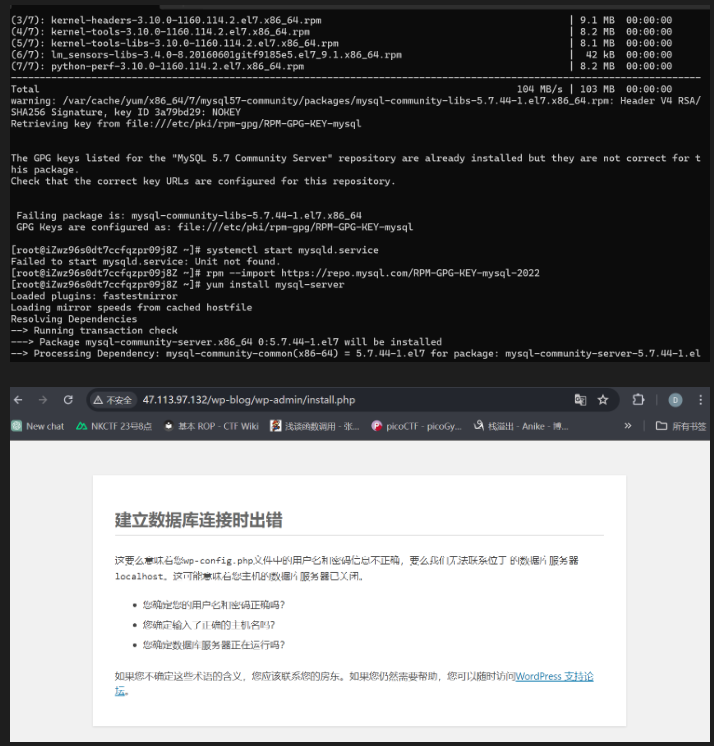 (3/7): kernel-headers-3.10.0-1160.114.2.el7.x86_64.rpm | 9.1 MB 00:00:00
(4/7): kernel-tools-3.10.0-1160.114.2.el7.x86_64.rpm | 8.2 MB 00:00:00
(5/7): kernel-tools-libs-3.10.0-1160.114.2.el7.x86_64.rpm | 8.1 MB 00:00:00
(6/7): lm_sensors-libs-3.4.0-8.20160601gitf9185e5.el7_9.1.x86_64.rpm | 42 kB 00:00:00
(7/7): python-perf-3.10.0-1160.114.2.el7.x86_64.rpm | 8.2 MB 00:00:00
Total 104 MB/s | 103 MB 00:00:00
warning: /var/cache/yum/x86_64/7/mysql57-community/packages/mysql-community-libs-5.7.44-1.el7.x86_64.rpm: Header V4 RSA/
SHA256 Signature, key ID 3a79bd29: NOKEY
Retrieving key from file:///etc/pki/rpm-gpg/RPM-GPG-KEY-mysql
The GPG keys listed for the "MySQL 5.7 Community Server" repository are already installed but they are not correct for t
his package.
Check that the correct key URLs are configured for this repository.
Failing package is: mysql-community-libs-5.7.44-1.el7.x86_64
GPG Keys are configured as: file:///etc/pki/rpm-gpg/RPM-GPG-KEY-mysql
[root@iZwz96s0dt7ccfqzpr09j8Z ~]# systemctl start mysqld.service
Failed to start mysqld.service: Unit not found.
[root@iZwz96s0dt7ccfqzpr09j8Z ~]# rpm --import https://repo.mysql.com/RPM-GPG-KEY-mysql-2022
[root@iZwz96s0dt7ccfqzpr09j8Z ~]# yum install mysql-server
Loaded plugins: fastestmirror
Loading mirror speeds from cached hostfile
Resolving Dependencies
--> Running transaction check
---> Package mysql-community-server.x86_64 0:5.7.44-1.el7 will be installed
--> Processing Dependency: mysql-community-common(x86-64) = 5.7.44-1.el7 for package: mysql-community-server-5.7.44-1.el
不安全 47.113.97.132/wp-blog/wp-admin/install.php D
New chat NKCTF 23号8点 基本 ROP - CTF Wiki 浅谈函数调用 - 张... picoCTF - picoGy... 栈溢出 - Anike - 博... » 所有书签
建立数据库连接时出错
这要么意味着您wp-config.php文件中的用户名和密码信息不正确，要么我们无法联系位于 的数据库服务器
localhost。这可能意味着您主机的数据库服务器已关闭。
• 您确定您的用户名和密码正确吗？
• 您确定输入了正确的主机名吗？
• 您确定数据库服务器正在运行吗？
如果您不确定这些术语的含义，您应该联系您的房东。如果您仍然需要帮助，您可以随时访问WordPress 支持论
坛。